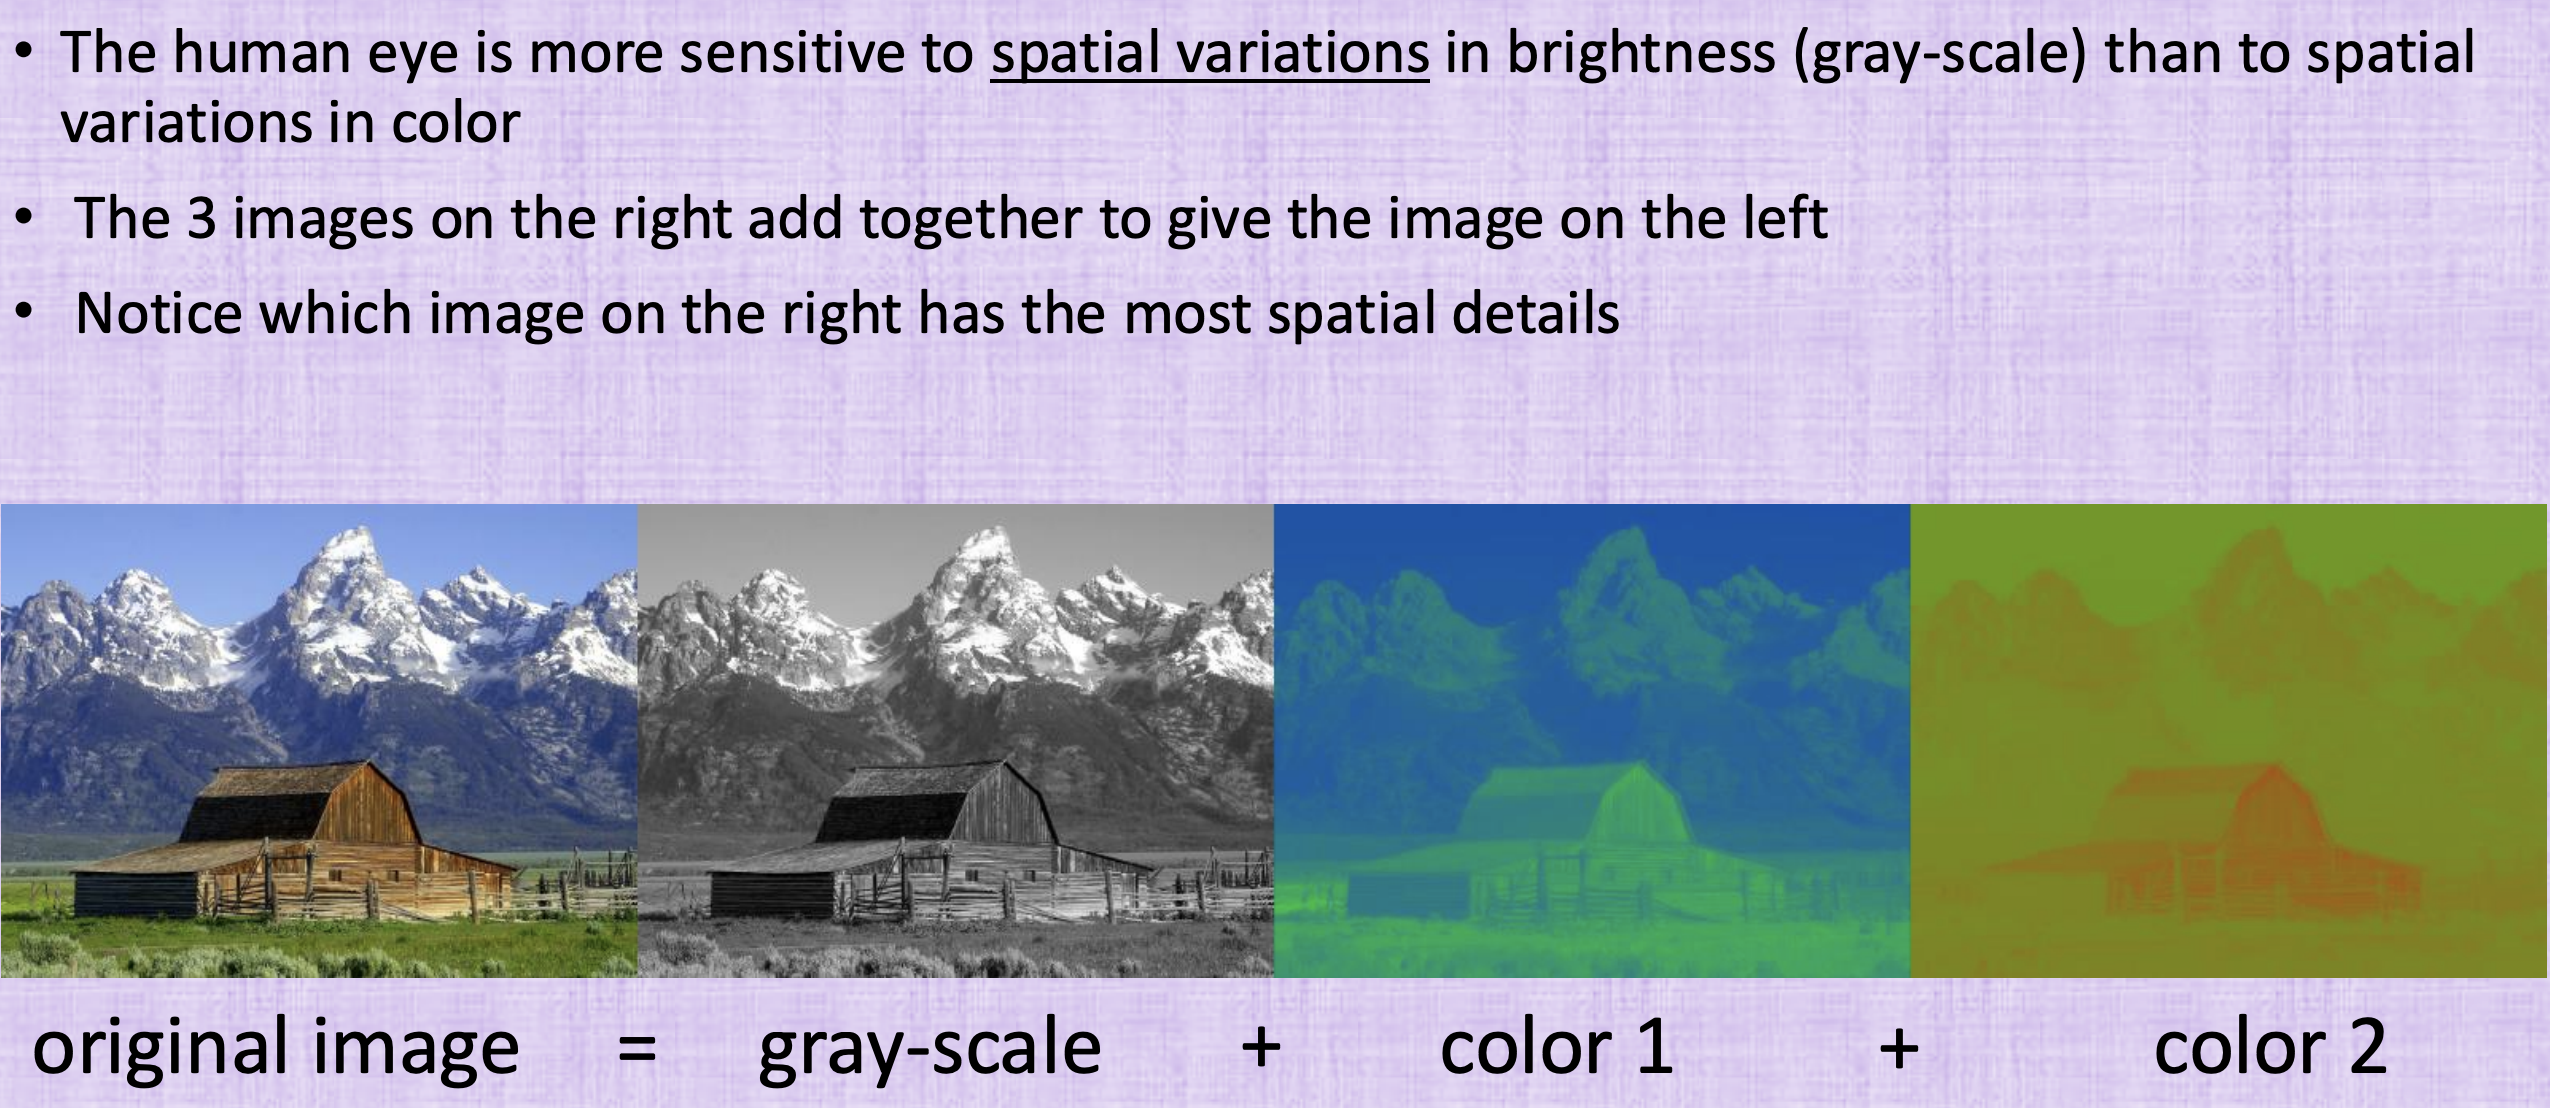 • The human eye is more sensitive to spatial variations in brightness (gray-scale) than to spatial
variations in color
• The 3 images on the right add together to give the image on the left
• Notice which image on the right has the most spatial details
original image = gray-scale + color 1 + color 2